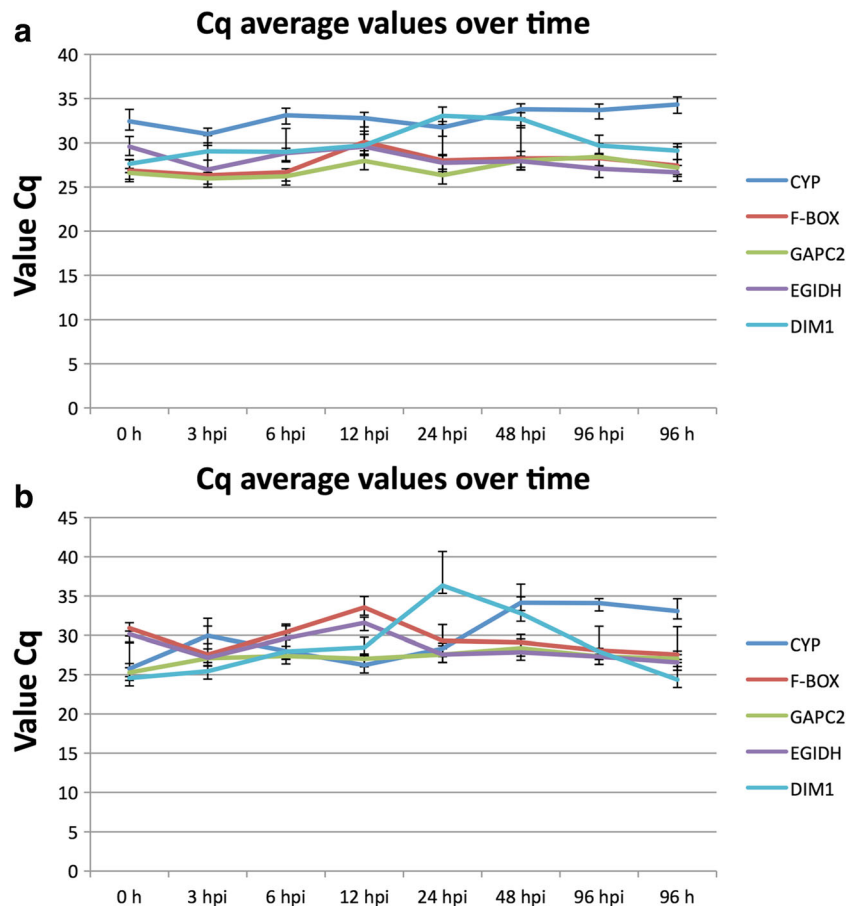 a
Cq average values over time
Value Cq
40
35
30
25
20
15
10
5
0
0 h 3 hpi 6 hpi 12 hpi 24 hpi 48 hpi 96 hpi 96 h
CYP
F-BOX
GAPC2
EGIDH
DIM1
b
Cq average values over time
Value Cq
45
40
35
30
25
20
15
10
5
0
0 h 3 hpi 6 hpi 12 hpi 24 hpi 48 hpi 96 hpi 96 h
CYP
F-BOX
GAPC2
EGIDH
DIM1